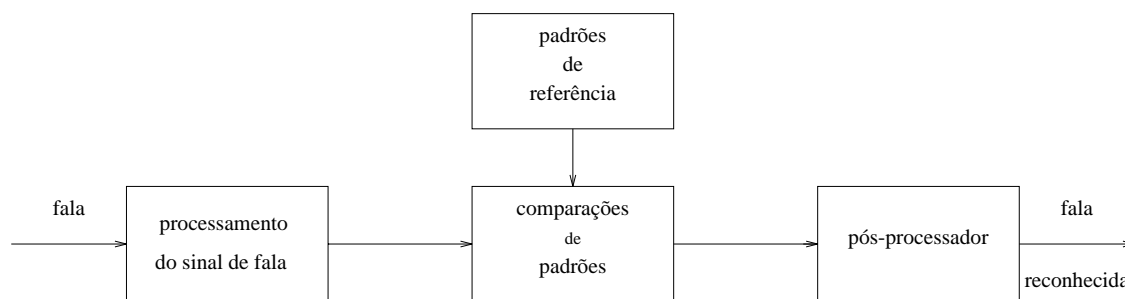 padrões
de
referência
fala
processamento
do sinal de fala
comparações
de
padrões
pós-processador
fala
reconhecida